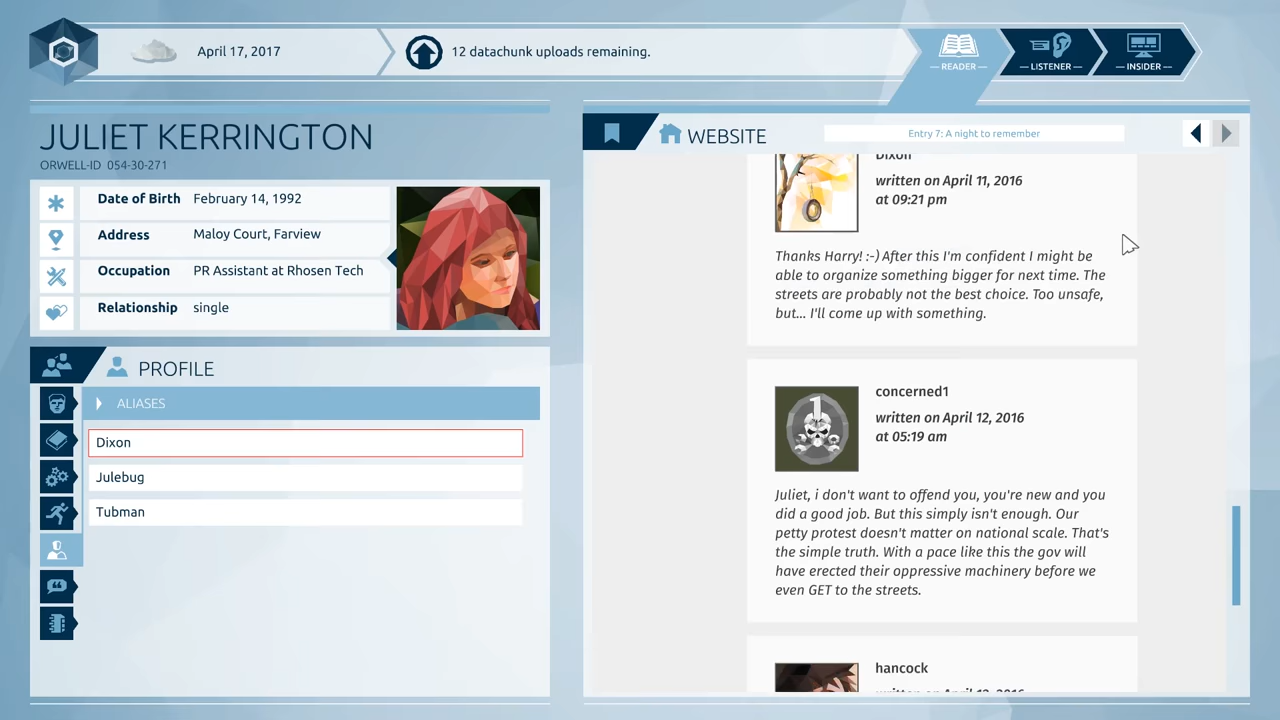 April 17, 2017
12 datachunk uploads remaining.
— READER —
— LISTENER —
— INSIDER —
JULIET KERRINGTON
ORWELL-ID 054-30-271
Date of Birth February 14, 1992
Address Maloy Court, Farview
Occupation PR Assistant at Rhosen Tech
Relationship single
PROFILE
ALIASES
Dixon
Julebug
Tubman
WEBSITE
Entry 7: A night to remember
Dixon
written on April 11, 2016
at 09:21 pm
Thanks Harry! :-) After this I'm confident I might be
able to organize something bigger for next time. The
streets are probably not the best choice. Too unsafe,
but... I'll come up with something.
concerned1
written on April 12, 2016
at 05:19 am
Juliet, i don't want to offend you, you're new and you
did a good job. But this simply isn't enough. Our
petty protest doesn't matter on national scale. That's
the simple truth. With a pace like this the gov will
have erected their oppressive machinery before we
even GET to the streets.
hancock
written on April 12, 2016